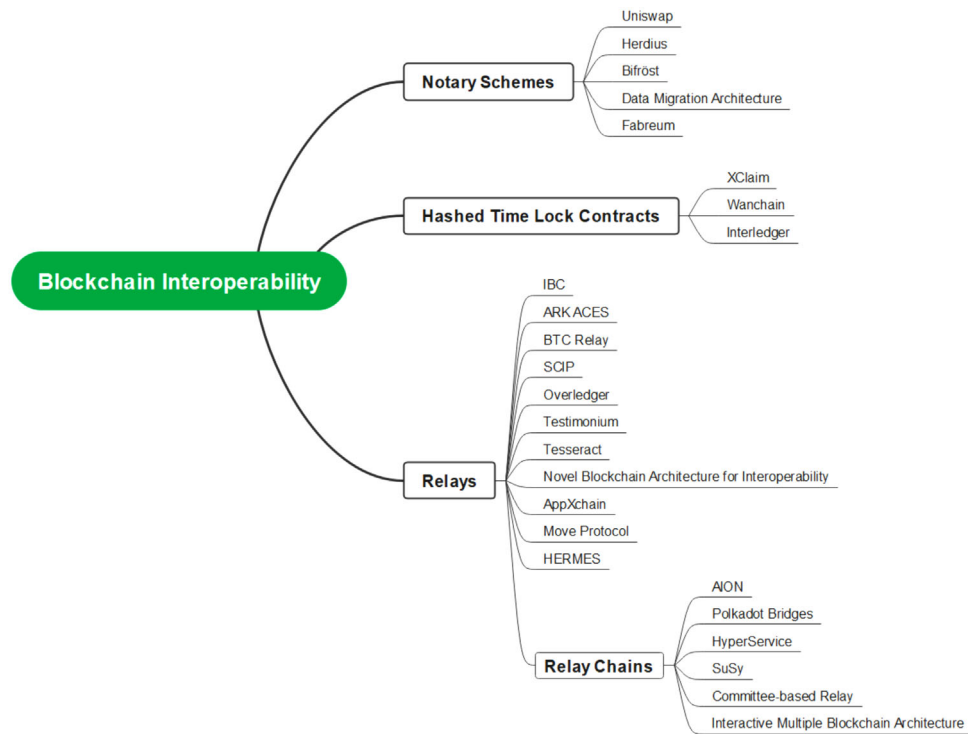 Uniswap
Herdius
Bifröst
Data Migration Architecture
Fabreum
Notary Schemes
XClaim
Wanchain
Interledger
Hashed Time Lock Contracts
Blockchain Interoperability
IBC
ARK ACES
BTC Relay
SCIP
Overledger
Testimonium
Tesseract
Novel Blockchain Architecture for Interoperability
AppXchain
Move Protocol
HERMES
Relays
AION
Polkadot Bridges
HyperService
SuSy
Committee-based Relay
Interactive Multiple Blockchain Architecture
Relay Chains